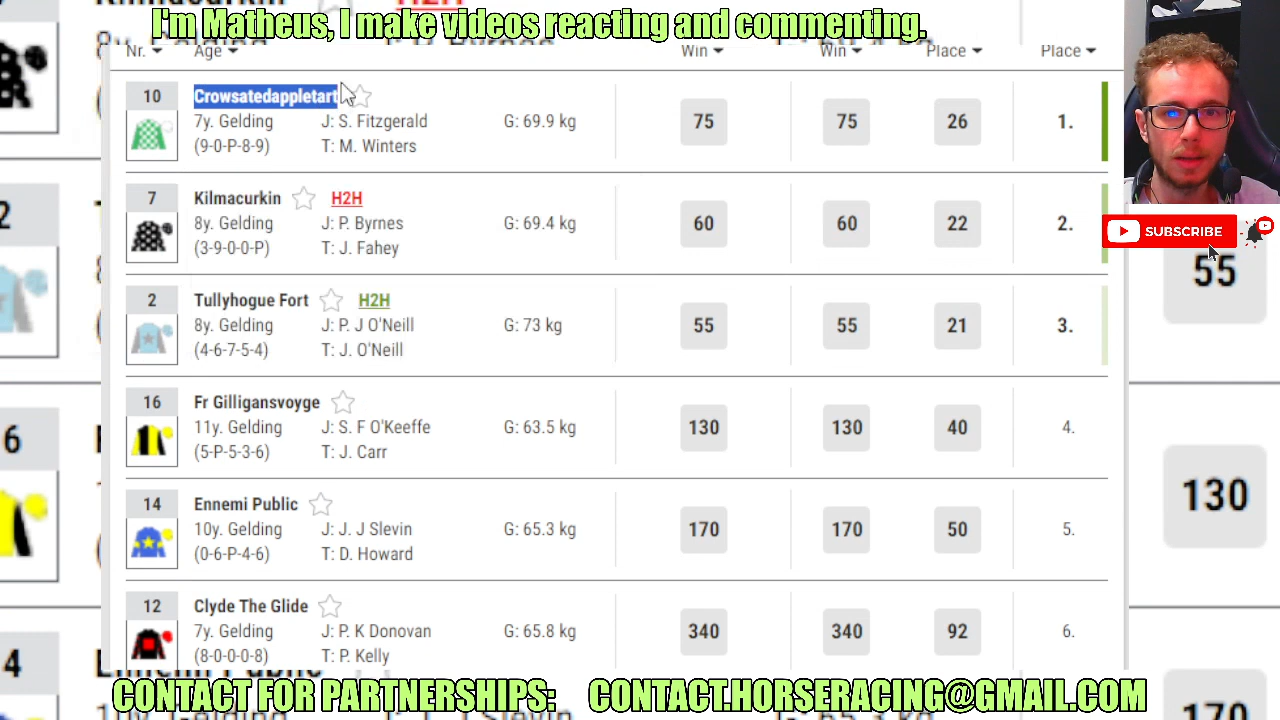 I'm Matheus, I make videos reacting and commenting.
Nr. Age Win Win Place Place
10 Crowsatedappletart
7y. Gelding J: S. Fitzgerald G: 69.9 kg 75 75 26 1.
(9-0-P-8-9) T: M. Winters
7 Kilmacurkin H2H
8y. Gelding J: P. Byrnes G: 69.4 kg 60 60 22 2.
(3-9-0-0-P) T: J. Fahey
SUBSCRIBE
2 Tullyhogue Fort H2H
8y. Gelding J: P. J O'Neill G: 73 kg 55 55 21 3.
(4-6-7-5-4) T: J. O'Neill
55
16 Fr Gilligansvoyge
11y. Gelding J: S. F O'Keeffe G: 63.5 kg 130 130 40 4.
(5-P-5-3-6) T: J. Carr
130
14 Ennemi Public
10y. Gelding J: J. J Slevin G: 65.3 kg 170 170 50 5.
(0-6-P-4-6) T: D. Howard
12 Clyde The Glide
7y. Gelding J: P. K Donovan G: 65.8 kg 340 340 92 6.
(8-0-0-0-8) T: P. Kelly
CONTACT FOR PARTNERSHIPS: CONTACT.HORSERACING@GMAIL.COM